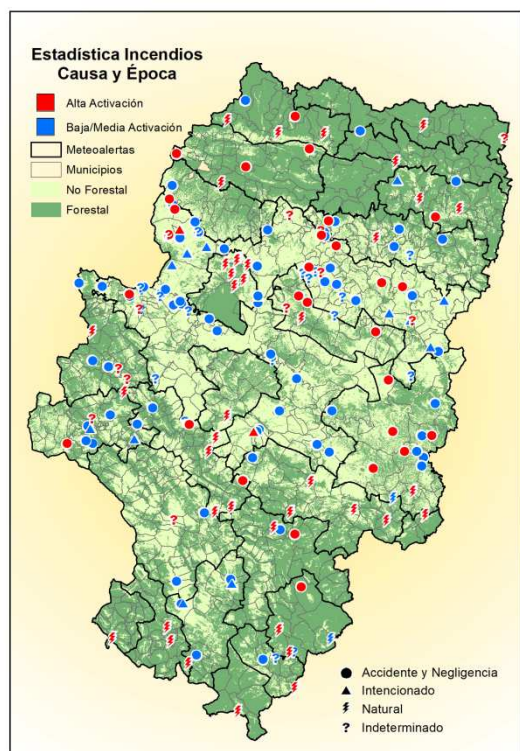 Estadística Incendios
Causa y Época
Alta Activación
Baja/Media Activación
Meteoalertas
Municipios
No Forestal
Forestal
Accidente y Negligencia
Intencionado
Natural
? Indeterminado